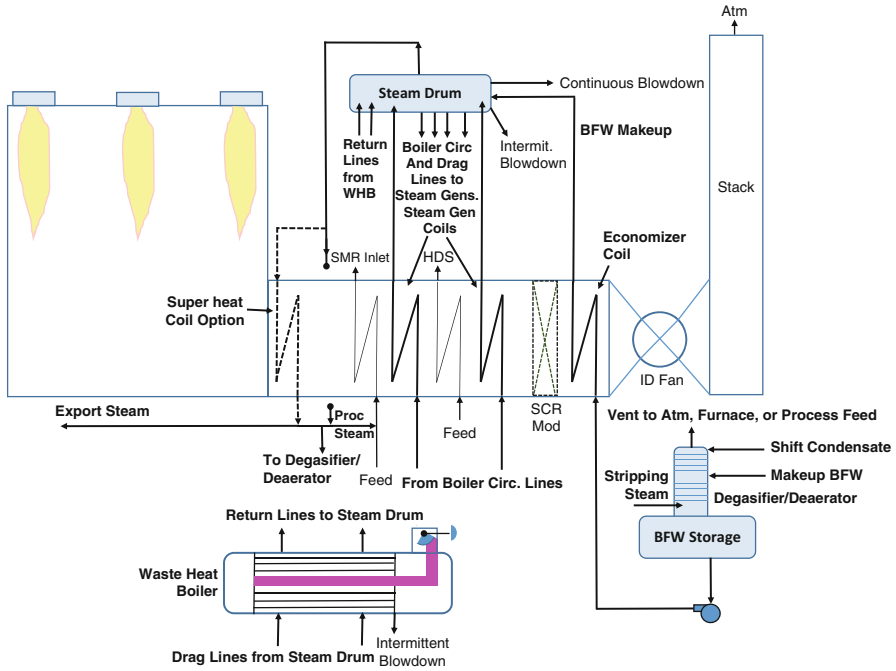 Atm
Steam Drum
Continuous Blowdown
BFW Makeup
Return
Lines
from
WHB
Boiler Circ
And Drag
Lines to
Steam Gens.
Steam Gen
Coils
Intermit.
Blowdown
Stack
Economizer
Coil
SMR Inlet
HDS
Super heat
Coil Option
ID Fan
Export Steam
Proc
Steam
To Degasifier/
Deaerator
Feed
Feed
From Boiler Circ. Lines
SCR
Mod
Vent to Atm, Furnace, or Process Feed
Shift Condensate
Makeup BFW
Stripping
Steam
Degasifier/Deaerator
BFW Storage
Return Lines to Steam Drum
Waste Heat
Boiler
Drag Lines from Steam Drum
Intermittent
Blowdown